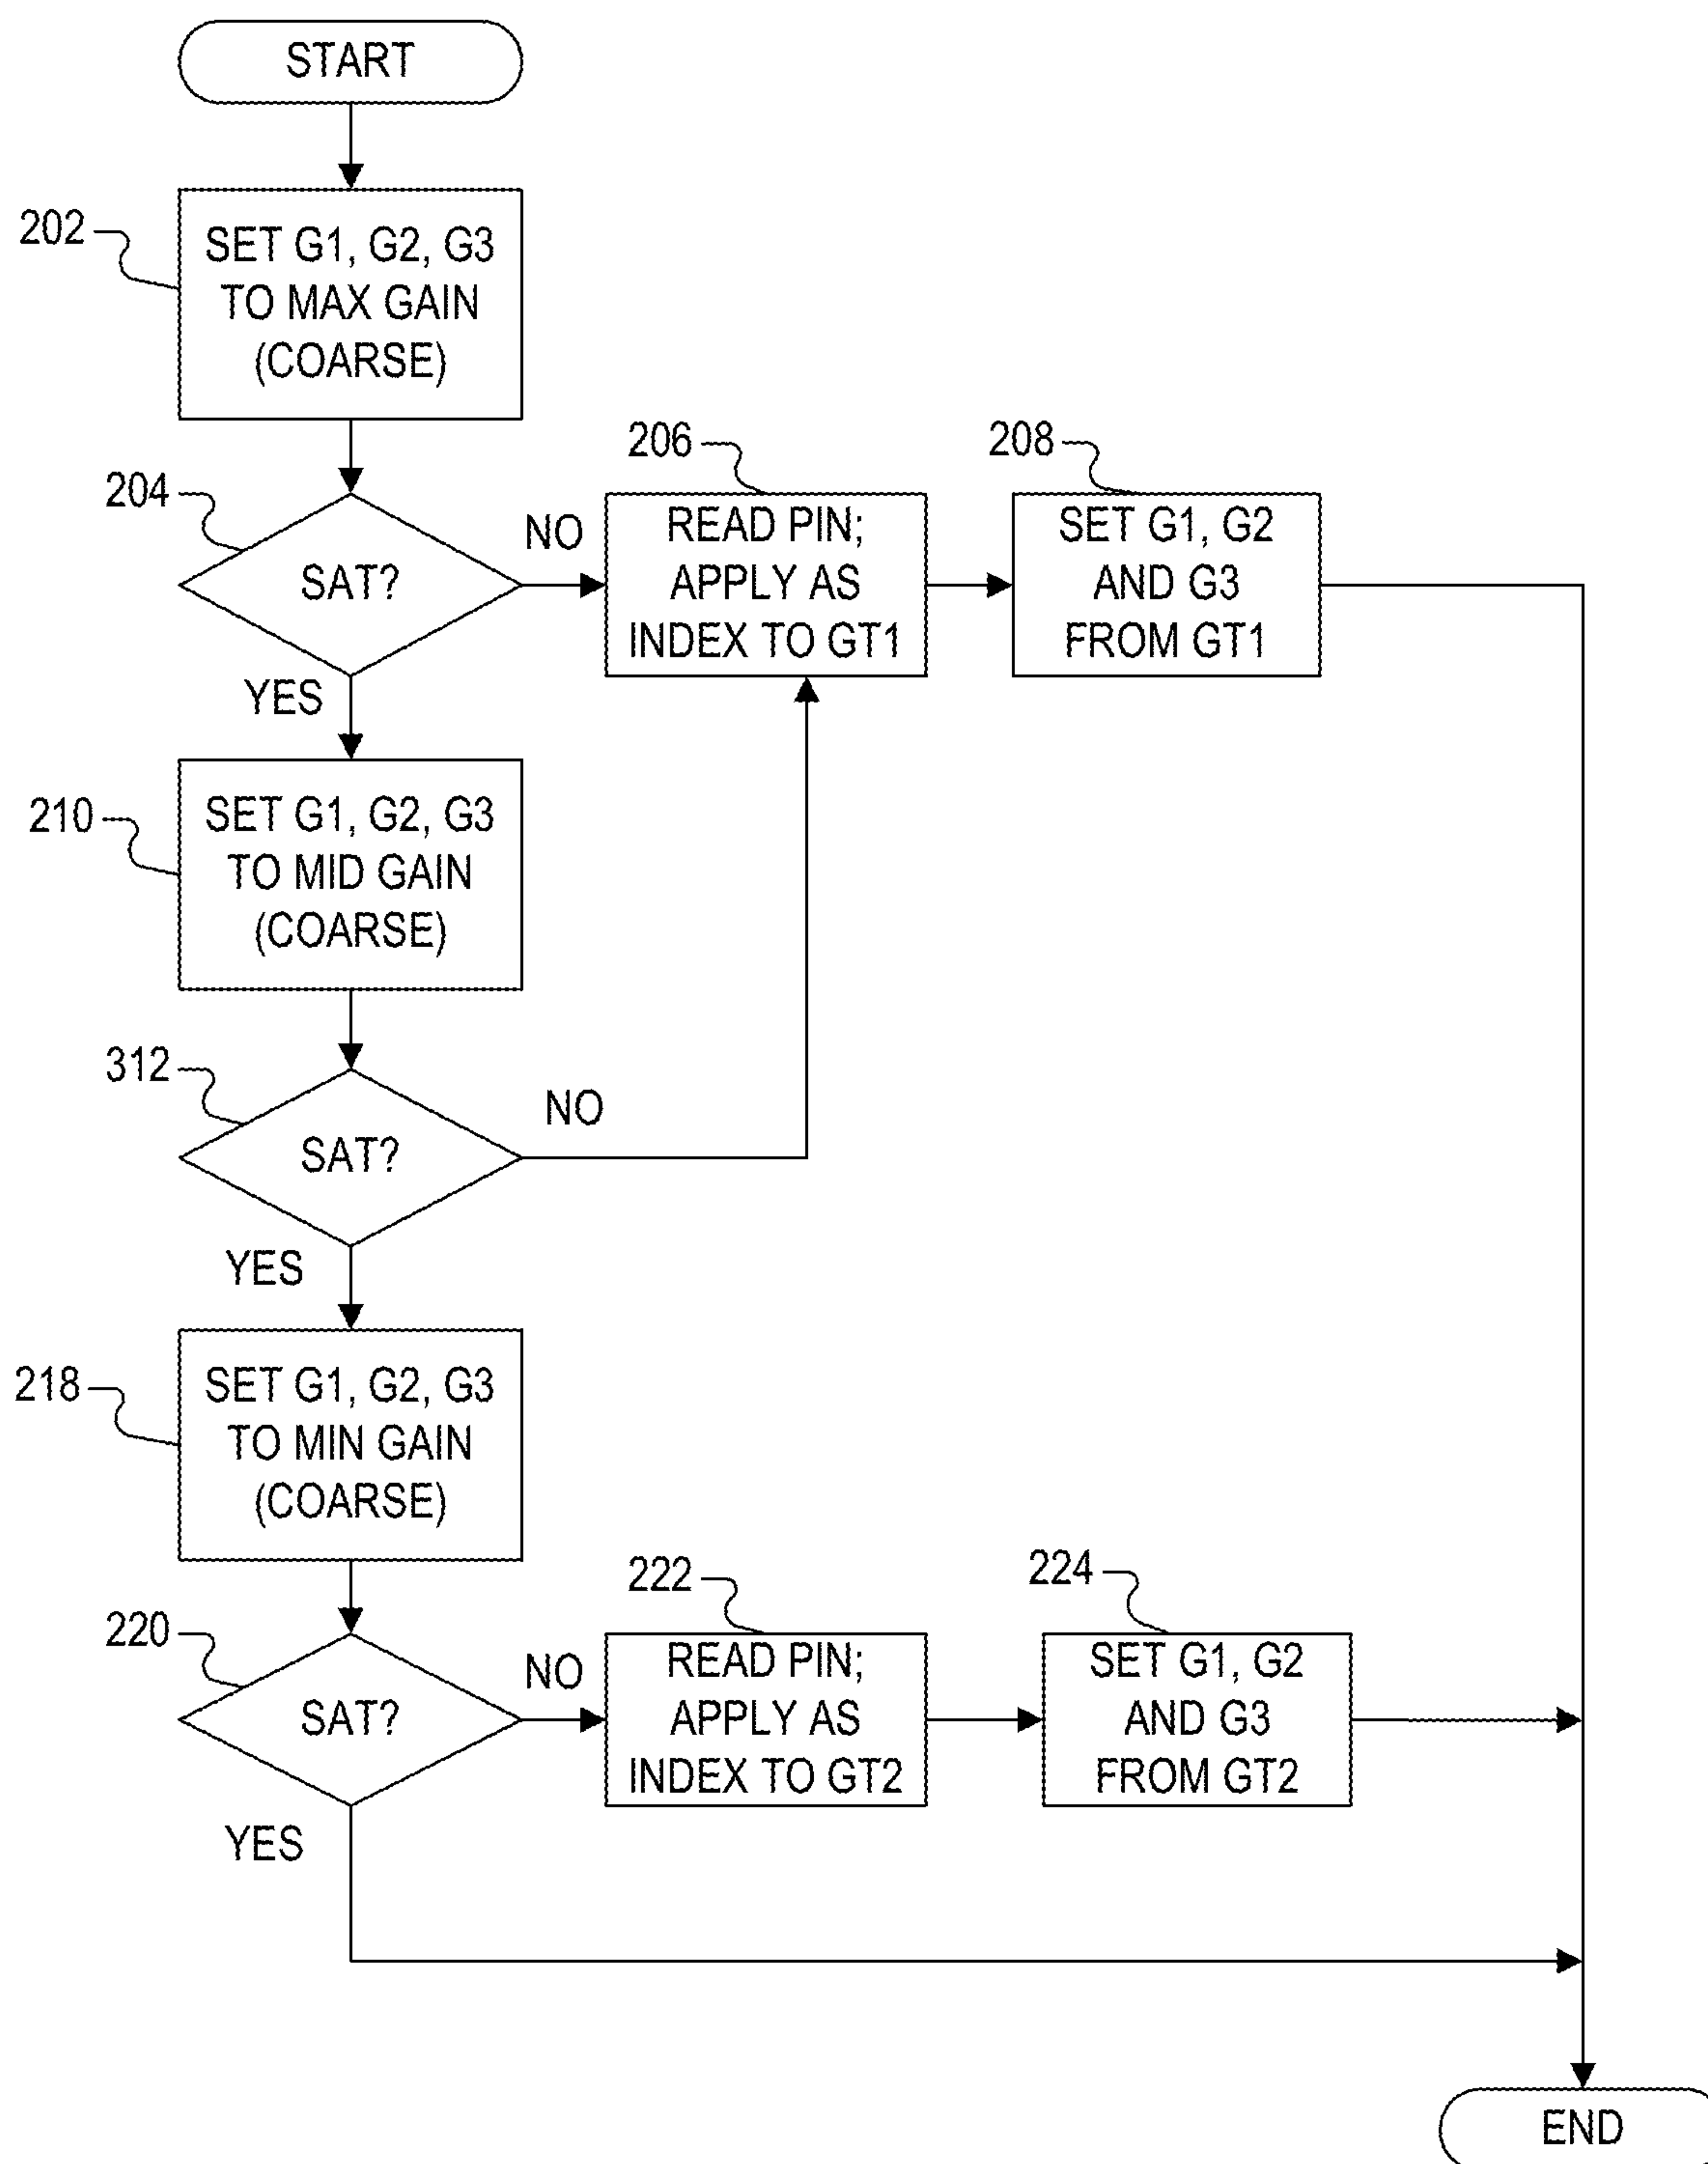 START
202
SET G1, G2, G3
TO MAX GAIN
(COARSE)
204
SAT?
NO
YES
206
READ PIN;
APPLY AS
INDEX TO GT1
208
SET G1, G2
AND G3
FROM GT1
210
SET G1, G2, G3
TO MID GAIN
(COARSE)
312
SAT?
NO
YES
218
SET G1, G2, G3
TO MIN GAIN
(COARSE)
220
SAT?
NO
YES
222
READ PIN;
APPLY AS
INDEX TO GT2
224
SET G1, G2
AND G3
FROM GT2
END